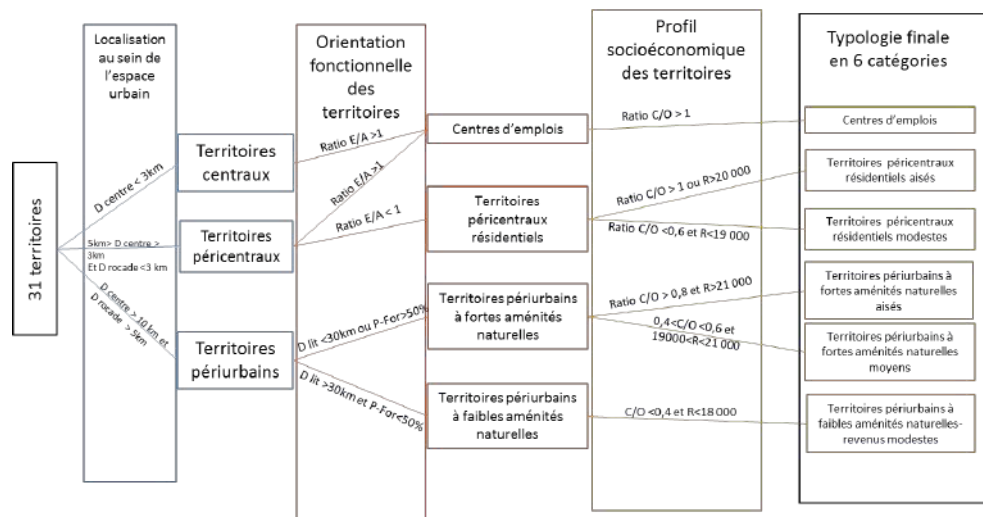 Localisation
au sein de
l'espace
urbain
Orientation
fonctionnelle
des
territoires
Profil
socioéconomique
des territoires
Typologie finale
en 6 catégories
31 territoires
D centre < 3km
5km> D centre >
3km
Et D rocade <3 km
D centre > 10 km et
D rocade > 5km
Territoires
centraux
Territoires
péricentraux
Territoires
périurbains
Ratio E/A >1
Ratio E/A >1
Ratio E/A < 1
D lit <30km ou P-For>50%
D lit >30km et P-For<50%
Centres d'emplois
Territoires
péricentraux
résidentiels
Territoires périurbains
à fortes aménités
naturelles
Territoires périurbains
à faibles aménités
naturelles
Ratio C/O > 1
Ratio C/O > 1 ou R>20 000
Ratio C/O <0,6 et R<19 000
Ratio C/O > 0,8 et R>21 000
0,4<C/O <0,6 et
19000<R<21 000
C/O <0,4 et R<18 000
Centres d'emplois
Territoires péricentraux
résidentiels aisés
Territoires péricentraux
résidentiels modestes
Territoires périurbains à
fortes aménités naturelles
aisés
Territoires périurbains à
fortes aménités naturelles
moyens
Territoires périurbains à
faibles aménités naturelles-
revenus modestes